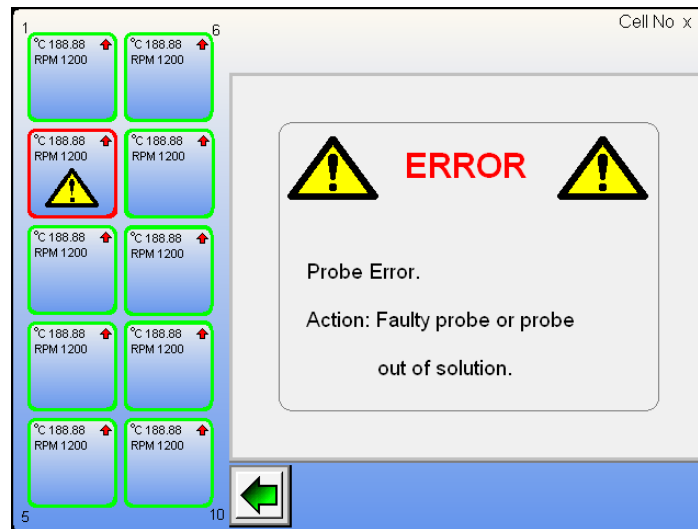 Cell No x
1
6
°C 188.88
RPM 1200
°C 188.88
RPM 1200
°C 188.88
RPM 1200
°C 188.88
RPM 1200
°C 188.88
RPM 1200
°C 188.88
RPM 1200
°C 188.88
RPM 1200
°C 188.88
RPM 1200
°C 188.88
RPM 1200
°C 188.88
RPM 1200
5
10
ERROR
Probe Error.
Action: Faulty probe or probe
out of solution.